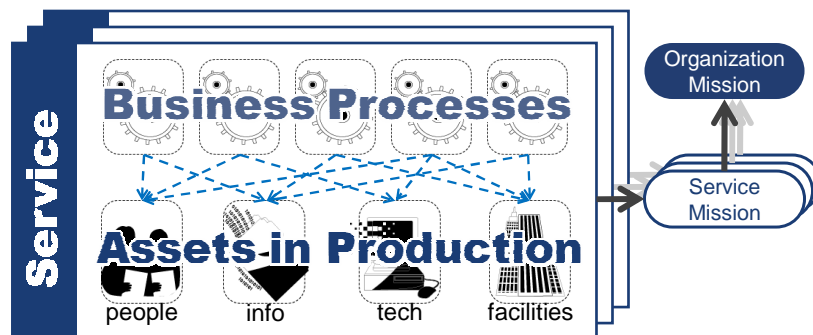 Service
Business Processes
Assets in Production
people
info
tech
facilities
Organization
Mission
Service
Mission